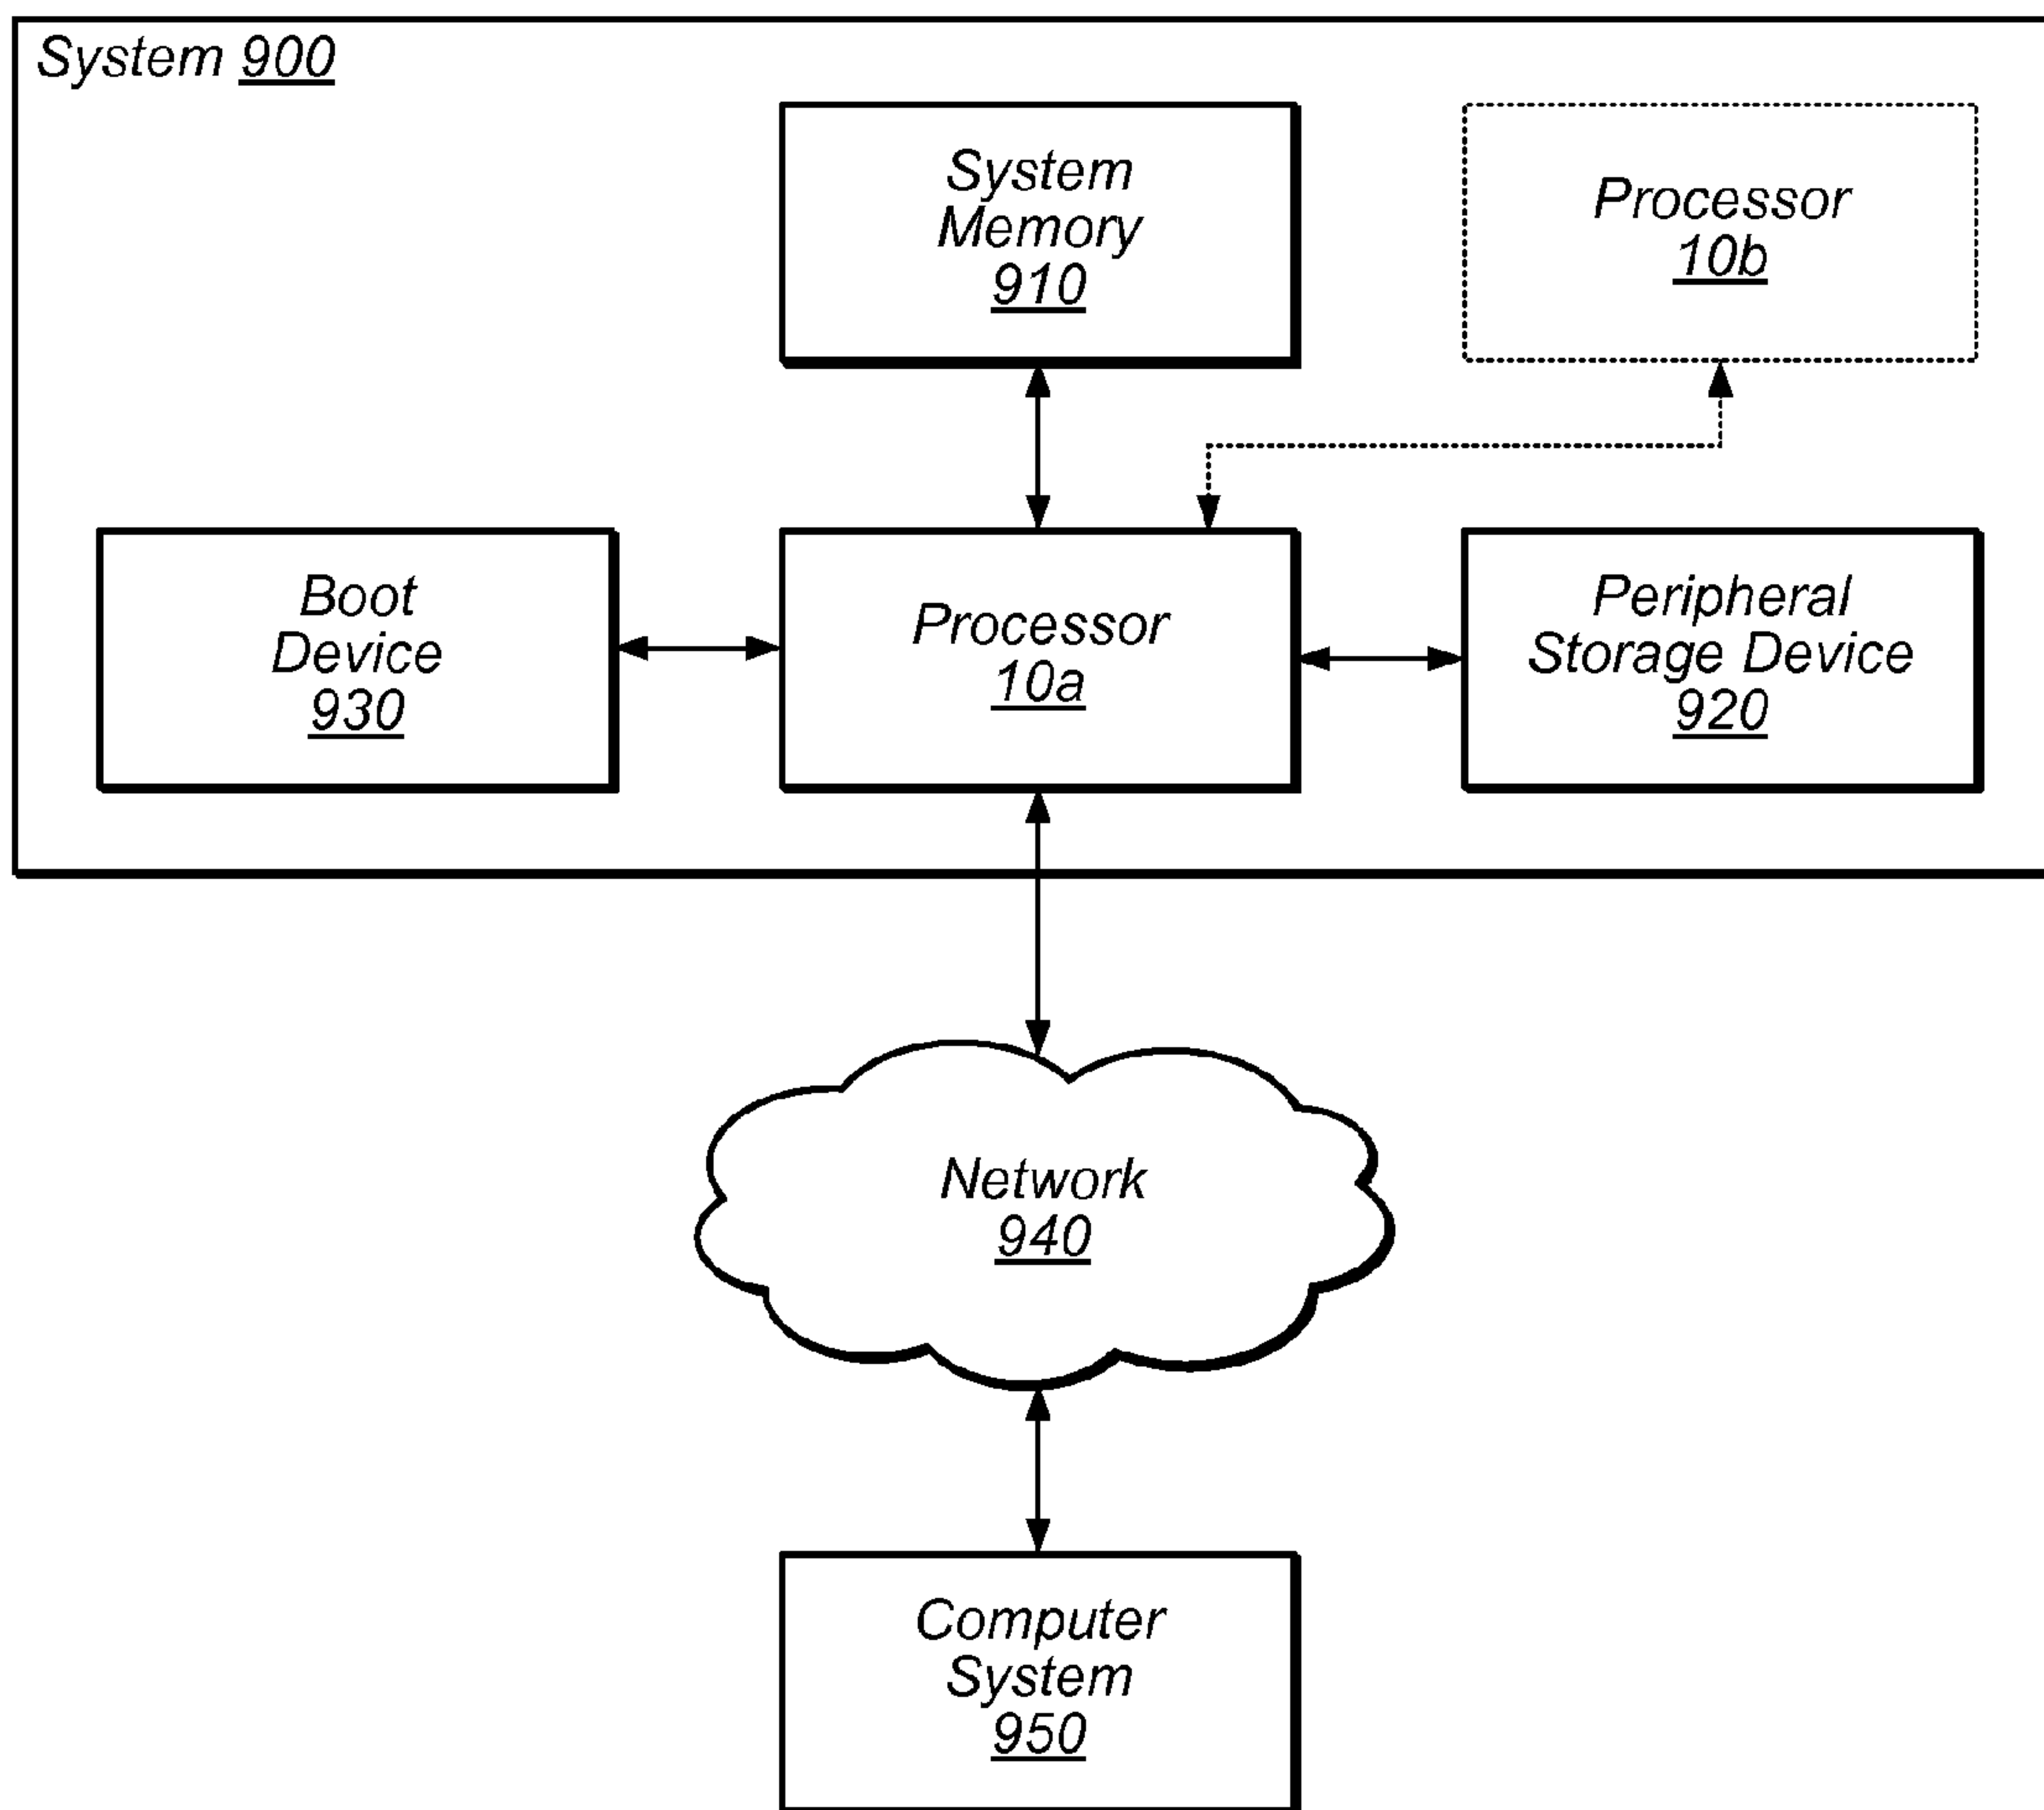 System 900
System
Memory
910
Processor
10b
Boot
Device
930
Processor
10a
Peripheral
Storage Device
920
Network
940
Computer
System
950